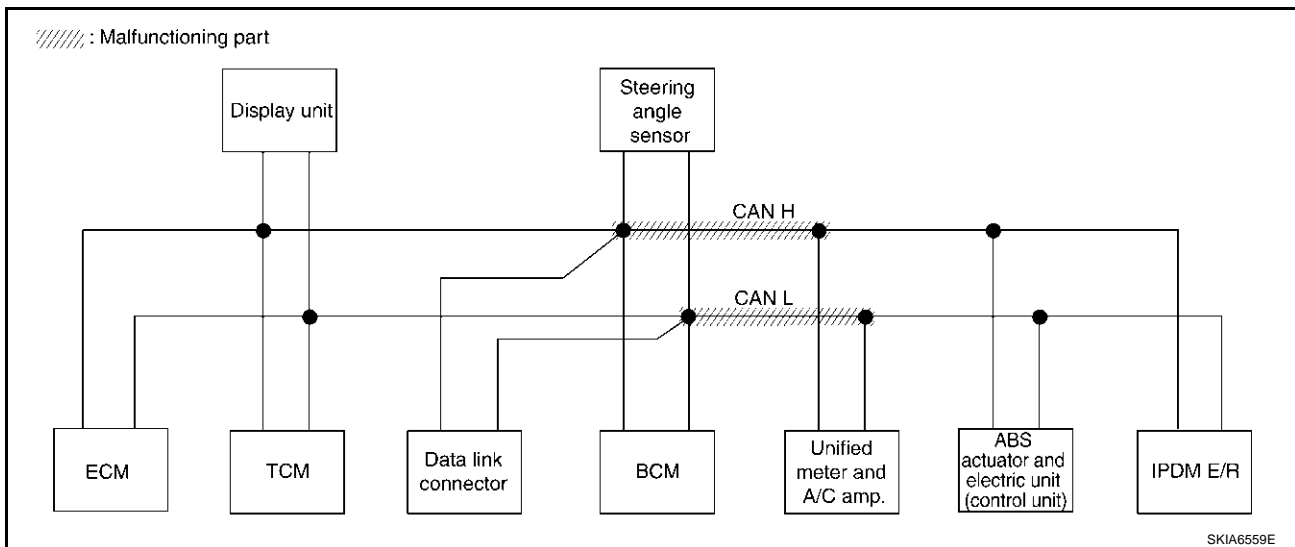 : Malfunctioning part
Display unit
Steering
angle
sensor
CAN H
CAN L
ECM
TCM
Data link
connector
BCM
Unified
meter and
A/C amp.
ABS
actuator and
electric unit
(control unit)
IPDM E/R
SKIA6559E